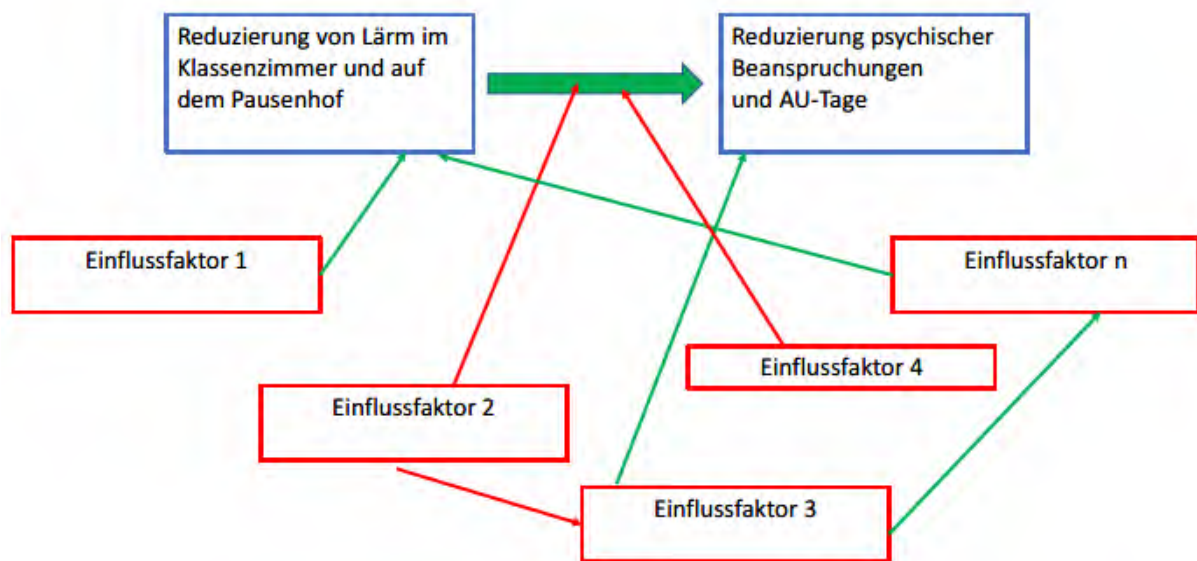 Reduzierung von Lärm im
Klassenzimmer und auf
dem Pausenhof
Reduzierung psychischer
Beanspruchungen
und AU-Tage
Einflussfaktor 1
Einflussfaktor n
Einflussfaktor 4
Einflussfaktor 2
Einflussfaktor 3